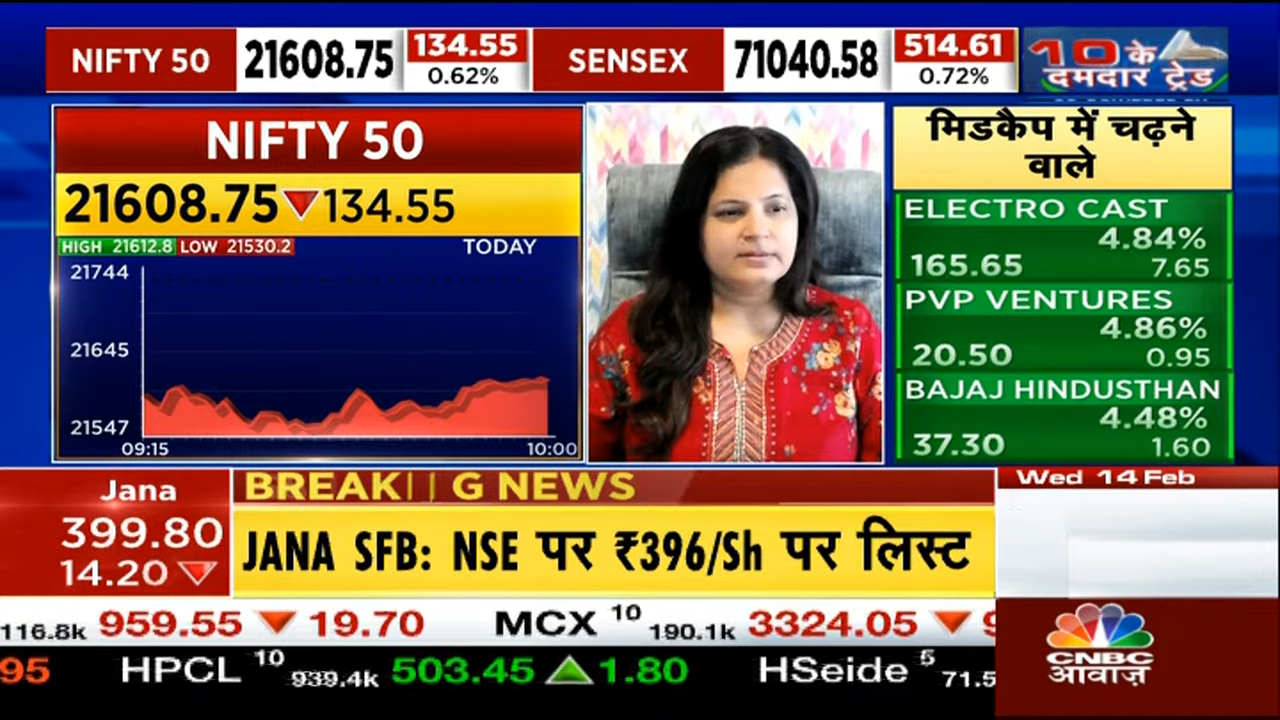 NIFTY 50 21608.75 134.55 0.62% SENSEX 71040.58 514.61 0.72% 10 के
दमदार ट्रेड
NIFTY 50
21608.75 134.55
HIGH 21612.8 LOW 21530.2 TODAY
21744
21645
21547
09:15 10:00
मिडकैप में चढ़ने
वाले
ELECTRO CAST
4.84%
165.65 7.65
PVP VENTURES
4.86%
20.50 0.95
BAJAJ HINDUSTHAN
4.48%
37.30 1.60
Jana
399.80
14.20
BREAK G NEWS
JANA SFB: NSE पर ₹396/Sh पर लिस्ट
Wed 14 Feb
116.8k 959.55 19.70 MCX 10 190.1k 3324.05
95 HPCL 10 939.4k 503.45 1.80 HSeide 5 71.5
CNBC
आवाज़